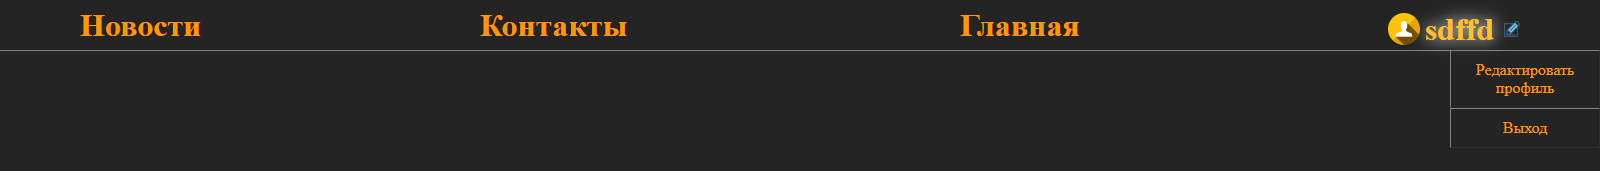 Новости Контакты Главная sdffd
Редактировать
профиль
Выход